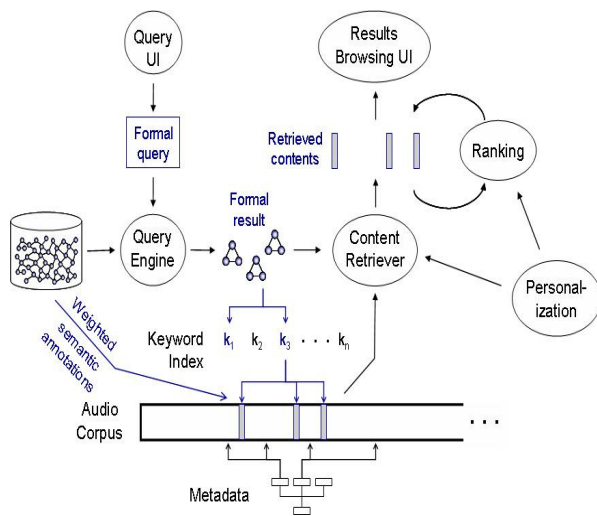 Query
UI
Results
Browsing UI
Formal
query
Retrieved
contents
Ranking
Formal
result
Query
Engine
Content
Retriever
Personal-
ization
Weighted
semantic
annotations
Keyword
Index
k1 k2 k3 · · · · kn
Audio
Corpus
· · ·
Metadata